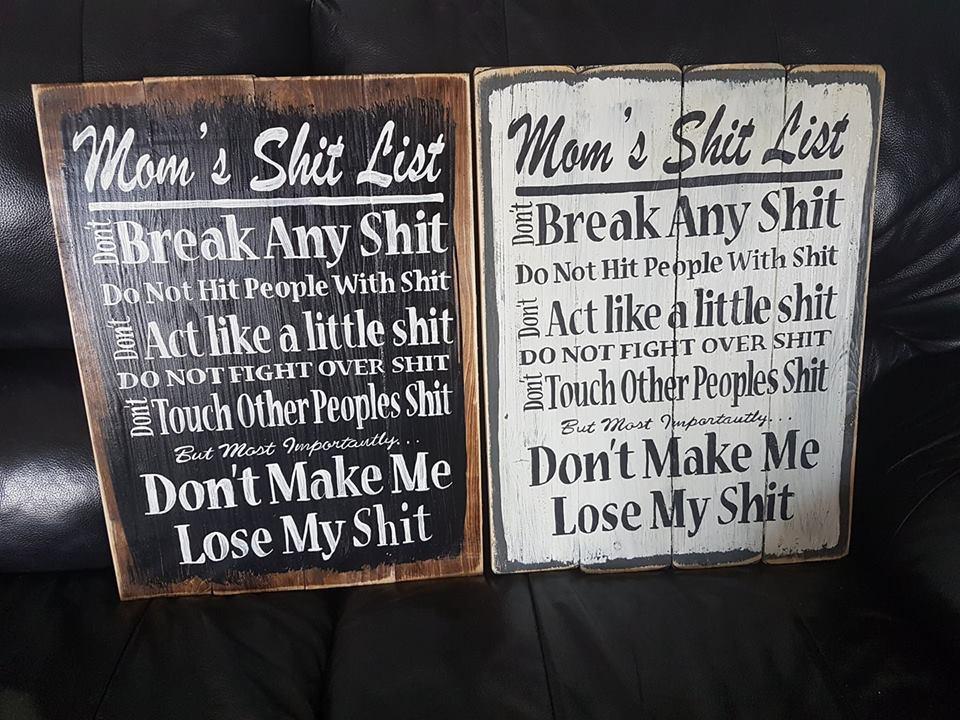 Mom's Shit List
Don't Break Any Shit
Do Not Hit People With Shit
Don't Act like a little shit
DO NOT FIGHT OVER SHIT
Don't Touch Other Peoples Shit
But Most Importantly...
Don't Make Me
Lose My Shit
Mom's Shit List
Don't Break Any Shit
Do Not Hit People With Shit
Don't Act like a little shit
DO NOT FIGHT OVER SHIT
Don't Touch Other Peoples Shit
But Most Importantly...
Don't Make Me
Lose My Shit